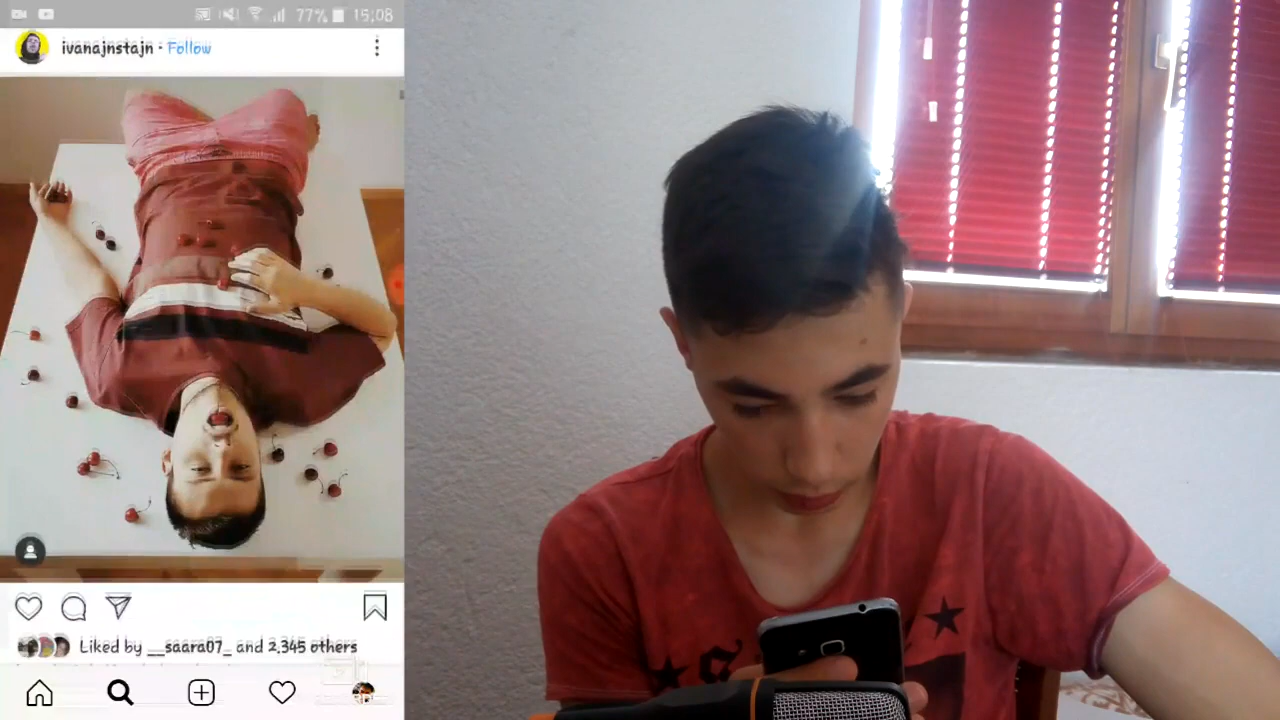 77% 15:08
ivanajnstajn · Follow
Liked by __saara07_ and 2,345 others